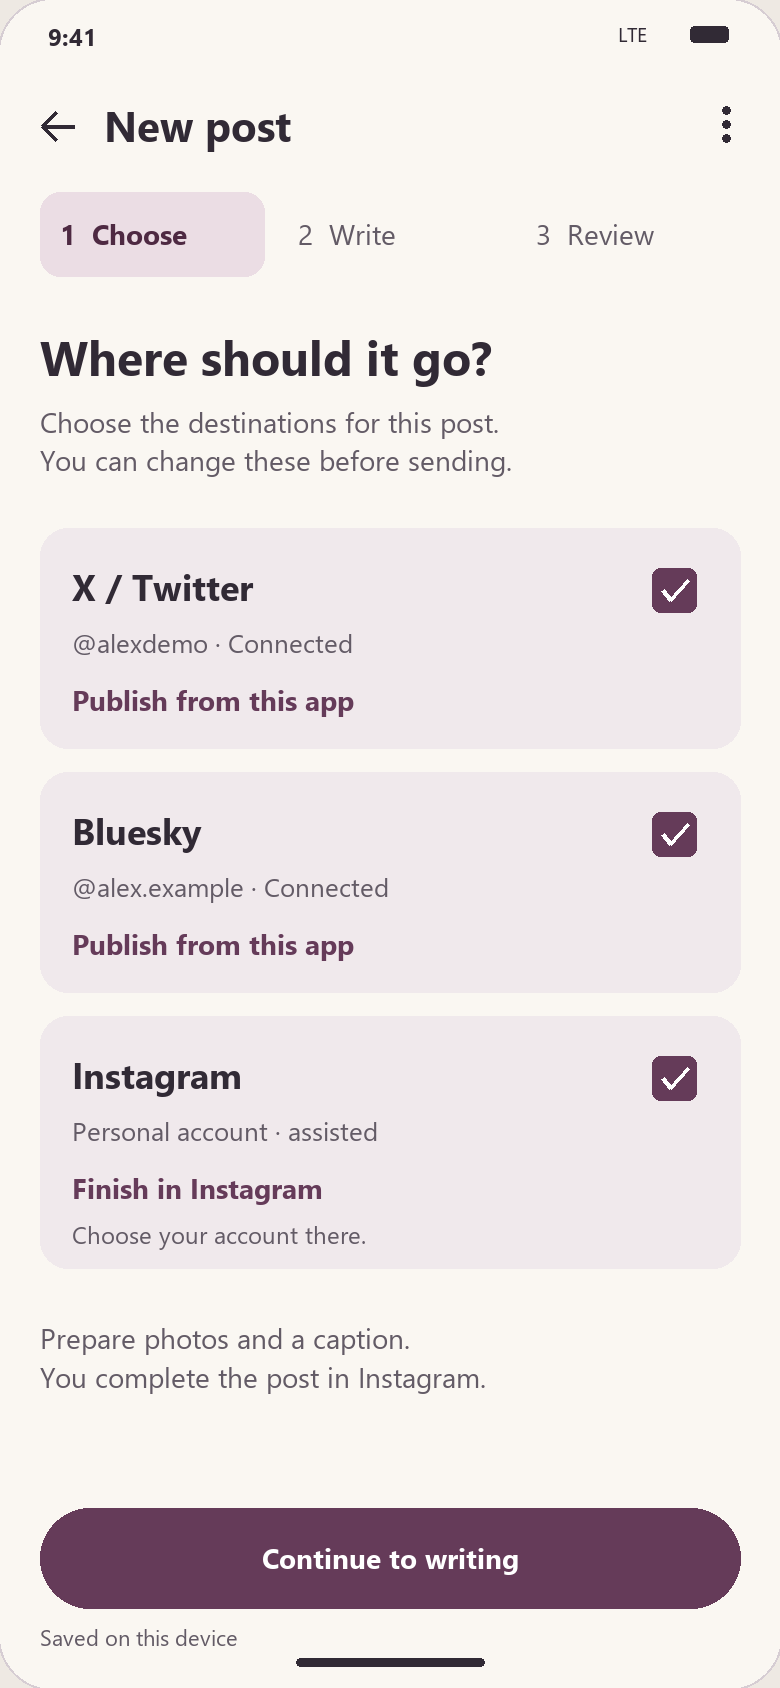 9:41
LTE
New post
1 Choose
2 Write
3 Review
Where should it go?
Choose the destinations for this post.
You can change these before sending.
X / Twitter
@alexdemo · Connected
Publish from this app
Bluesky
@alex.example · Connected
Publish from this app
Instagram
Personal account · assisted
Finish in Instagram
Choose your account there.
Prepare photos and a caption.
You complete the post in Instagram.
Continue to writing
Saved on this device